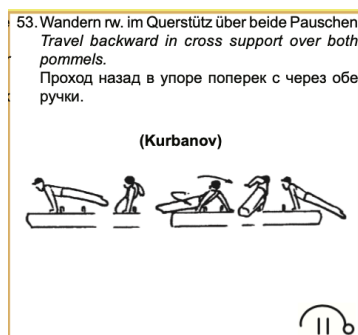 53. Wandern rw. im Querstütz über beide Pauschen
Travel backward in cross support over both
pommels.
Проход назад в упоре поперек с через обе
ручки.
(Kurbanov)